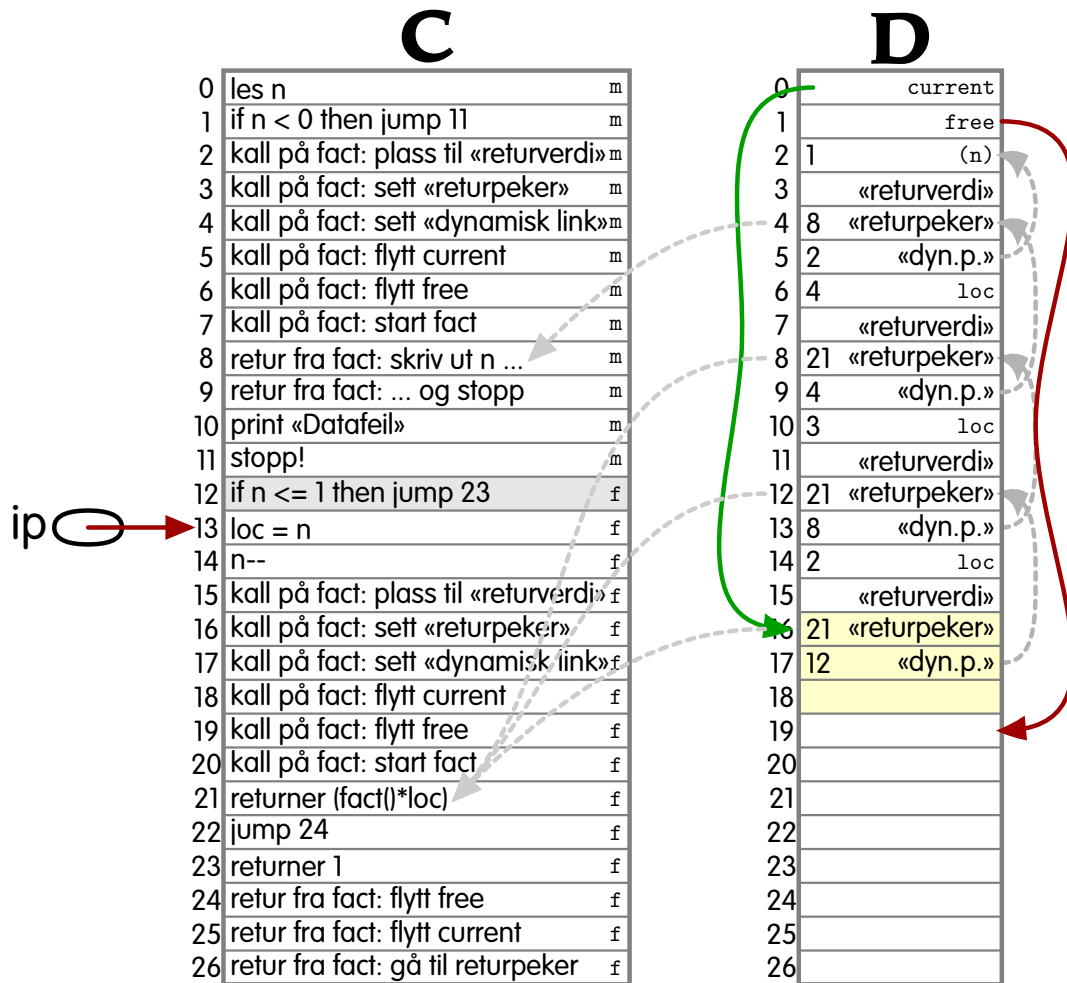 C D
0 les n m
1 if n < 0 then jump 11 m
2 kall på fact: plass til «returverdi» m
3 kall på fact: sett «returpeker» m
4 kall på fact: sett «dynamisk link» m
5 kall på fact: flytt current m
6 kall på fact: flytt free m
7 kall på fact: start fact m
8 retur fra fact: skriv ut n ... m
9 retur fra fact: ... og stopp m
10 print «Datafeil» m
11 stopp! m
12 if n <= 1 then jump 23 f
ip
13 loc = n f
14 n-- f
15 kall på fact: plass til «returverdi» f
16 kall på fact: sett «returpeker» f
17 kall på fact: sett «dynamisk link» f
18 kall på fact: flytt current f
19 kall på fact: flytt free f
20 kall på fact: start fact f
21 returner (fact()*loc) f
22 jump 24 f
23 returner 1 f
24 retur fra fact: flytt free f
25 retur fra fact: flytt current f
26 retur fra fact: gå til returpeker f
0 current
1 free
2 1 (n)
3 «returverdi»
4 8 «returpeker»
5 2 «dyn.p.»
6 4 loc
7 «returverdi»
8 21 «returpeker»
9 4 «dyn.p.»
10 3 loc
11 «returverdi»
12 21 «returpeker»
13 8 «dyn.p.»
14 2 loc
15 «returverdi»
16 21 «returpeker»
17 12 «dyn.p.»
18
19
20
21
22
23
24
25
26